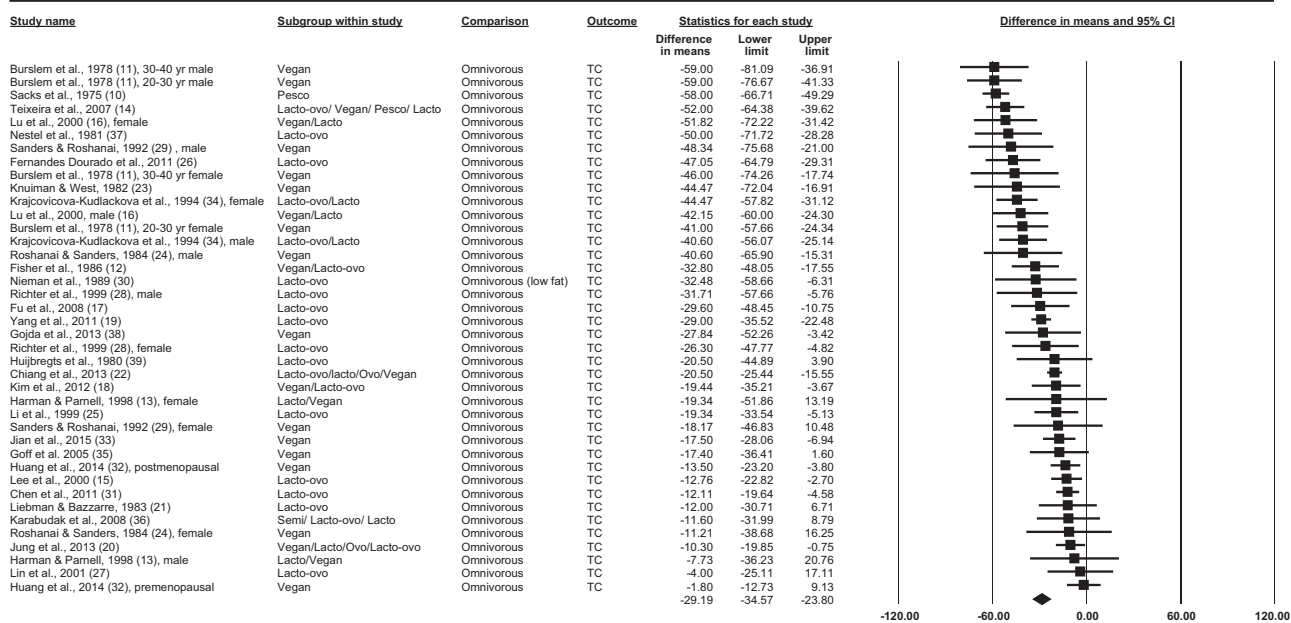 Study name Subgroup within study Comparison Outcome Statistics for each study Difference in means and 95% CI
Difference Lower Upper
in means limit limit
Burslem et al., 1978 (11), 30-40 yr male Vegan Omnivorous TC -59.00 -81.09 -36.91
Burslem et al., 1978 (11), 20-30 yr male Vegan Omnivorous TC -59.00 -76.67 -41.33
Sacks et al., 1975 (10) Pesco Omnivorous TC -58.00 -66.71 -49.29
Teixeira et al., 2007 (14) Lacto-ovo/ Vegan/ Pesco/ Lacto Omnivorous TC -52.00 -64.38 -39.62
Lu et al., 2000 (16), female Vegan/Lacto Omnivorous TC -51.82 -72.22 -31.42
Nestel et al., 1981 (37) Lacto-ovo Omnivorous TC -50.00 -71.72 -28.28
Sanders & Roshanai, 1992 (29) , male Vegan Omnivorous TC -48.34 -75.68 -21.00
Fernandes Dourado et al., 2011 (26) Lacto-ovo Omnivorous TC -47.05 -64.79 -29.31
Burslem et al., 1978 (11), 30-40 yr female Vegan Omnivorous TC -46.00 -74.26 -17.74
Knuiman & West, 1982 (23) Vegan Omnivorous TC -44.47 -72.04 -16.91
Krajcovicova-Kudlackova et al., 1994 (34), female Lacto-ovo/Lacto Omnivorous TC -44.47 -57.82 -31.12
Lu et al., 2000, male (16) Vegan/Lacto Omnivorous TC -42.15 -60.00 -24.30
Burslem et al., 1978 (11), 20-30 yr female Vegan Omnivorous TC -41.00 -57.66 -24.34
Krajcovicova-Kudlackova et al., 1994 (34), male Lacto-ovo/Lacto Omnivorous TC -40.60 -56.07 -25.14
Roshanai & Sanders, 1984 (24), male Vegan Omnivorous TC -40.60 -65.90 -15.31
Fisher et al., 1986 (12) Vegan/Lacto-ovo Omnivorous TC -32.80 -48.05 -17.55
Nieman et al., 1989 (30) Lacto-ovo Omnivorous (low fat) TC -32.48 -58.66 -6.31
Richter et al., 1999 (28), male Lacto-ovo Omnivorous TC -31.71 -57.66 -5.76
Fu et al., 2008 (17) Lacto-ovo Omnivorous TC -29.60 -48.45 -10.75
Yang et al., 2011 (19) Lacto-ovo Omnivorous TC -29.00 -35.52 -22.48
Gojda et al., 2013 (38) Vegan Omnivorous TC -27.84 -52.26 -3.42
Richter et al., 1999 (28), female Lacto-ovo Omnivorous TC -26.30 -47.77 -4.82
Huijbregts et al., 1980 (39) Lacto-ovo Omnivorous TC -20.50 -44.89 3.90
Chiang et al., 2013 (22) Lacto-ovo/lacto/Ovo/Vegan Omnivorous TC -20.50 -25.44 -15.55
Kim et al., 2012 (18) Vegan/Lacto-ovo Omnivorous TC -19.44 -35.21 -3.67
Harman & Parnell, 1998 (13), female Lacto/Vegan Omnivorous TC -19.34 -51.86 13.19
Li et al., 1999 (25) Lacto-ovo Omnivorous TC -19.34 -33.54 -5.13
Sanders & Roshanai, 1992 (29), female Vegan Omnivorous TC -18.17 -46.83 10.48
Jian et al., 2015 (33) Vegan Omnivorous TC -17.50 -28.06 -6.94
Goff et al. 2005 (35) Vegan Omnivorous TC -17.40 -36.41 1.60
Huang et al., 2014 (32), postmenopausal Vegan Omnivorous TC -13.50 -23.20 -3.80
Lee et al., 2000 (15) Lacto-ovo Omnivorous TC -12.76 -22.82 -2.70
Chen et al., 2011 (31) Lacto-ovo Omnivorous TC -12.11 -19.64 -4.58
Liebman & Bazzarre, 1983 (21) Lacto-ovo Omnivorous TC -12.00 -30.71 6.71
Karabudak et al., 2008 (36) Semi/ Lacto-ovo/ Lacto Omnivorous TC -11.60 -31.99 8.79
Roshanai & Sanders, 1984 (24), female Vegan Omnivorous TC -11.21 -38.68 16.25
Jung et al., 2013 (20) Vegan/Lacto/Ovo/Lacto-ovo Omnivorous TC -10.30 -19.85 -0.75
Harman & Parnell, 1998 (13), male Lacto/Vegan Omnivorous TC -7.73 -36.23 20.76
Lin et al., 2001 (27) Lacto-ovo Omnivorous TC -4.00 -25.11 17.11
Huang et al., 2014 (32), premenopausal Vegan Omnivorous TC -1.80 -12.73 9.13
-29.19 -34.57 -23.80
-120.00 -60.00 0.00 60.00 120.00